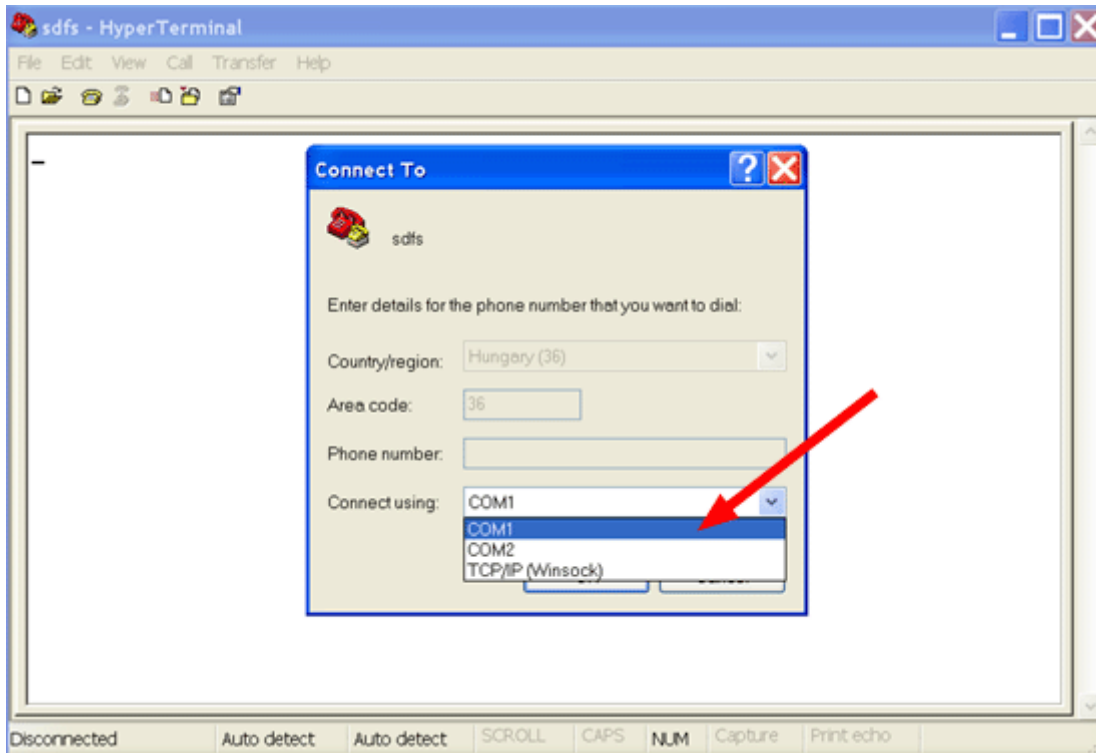 sdfs - HyperTerminal
File Edit View Call Transfer Help
Connect To
sdfs
Enter details for the phone number that you want to dial:
Country/region: Hungary (36)
Area code: 36
Phone number:
Connect using: COM1
COM1
COM2
TCP/IP (Winsock)
Disconnected Auto detect Auto detect SCROLL CAPS NUM Capture Print echo